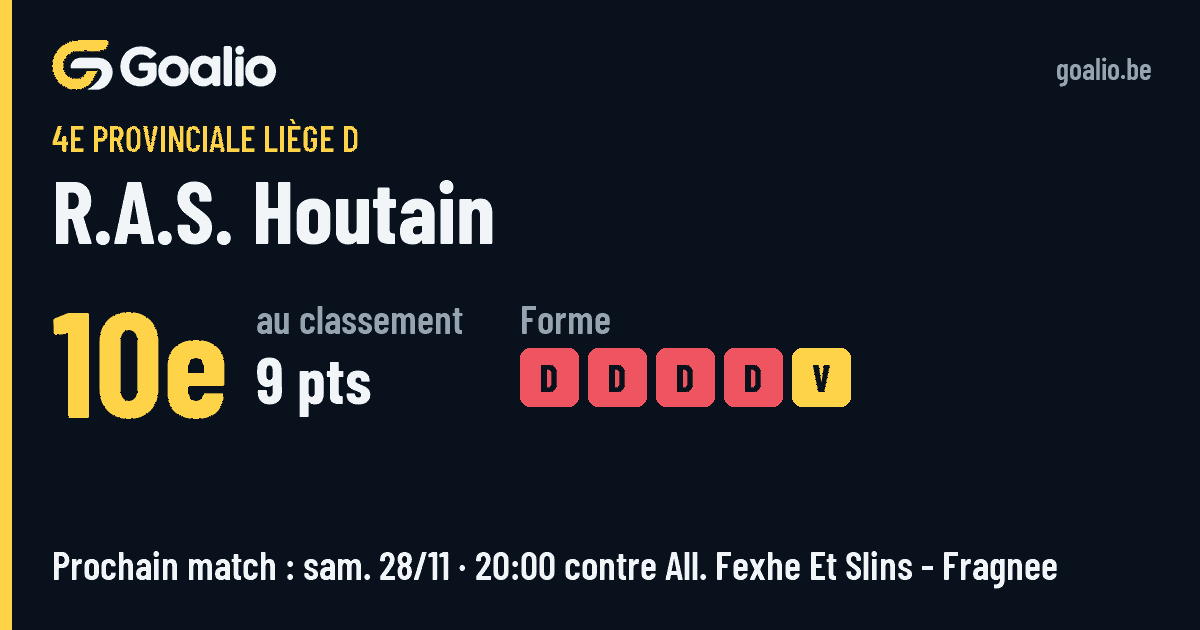 Goalio
goalio.be
4E PROVINCIALE LIÈGE D
R.A.S. Houtain
10e
au classement
9 pts
Forme
D D D D V
Prochain match : sam. 28/11 · 20:00 contre All. Fexhe Et Slins - Fragnee